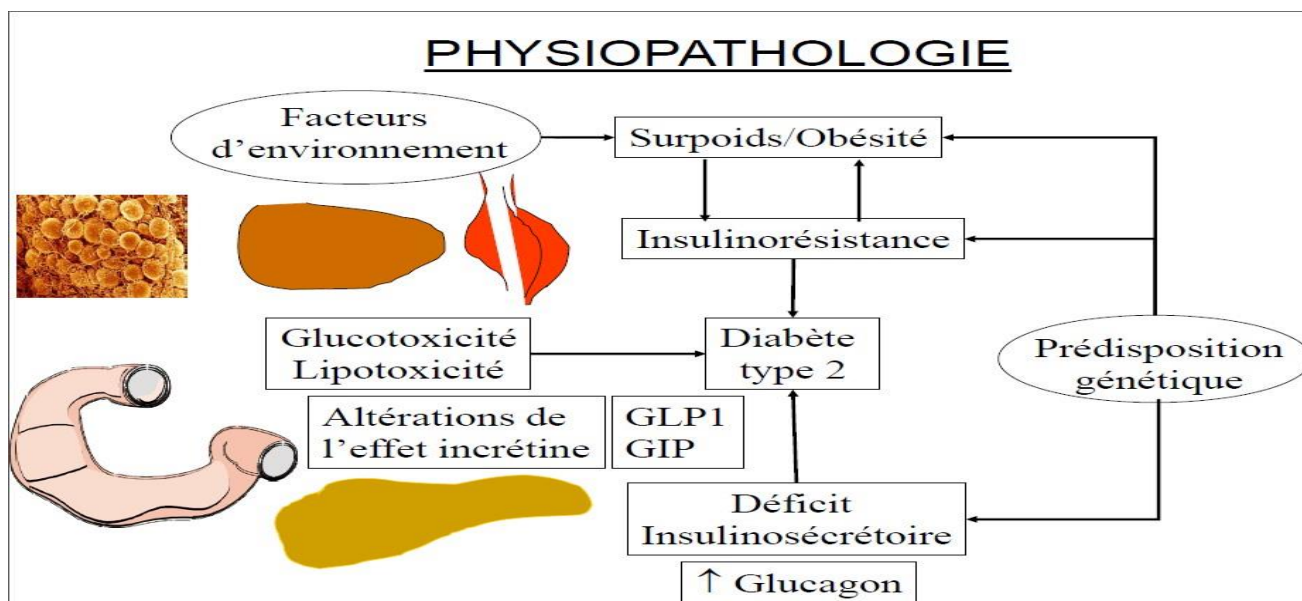 PHYSIOPATHOLOGIE
Facteurs
d’environnement
Surpoids/Obésité
Insulinorésistance
Glucotoxicité
Lipotoxicité
Diabète
type 2
Prédisposition
génétique
Altérations de
l’effet incrétine
GLP1
GIP
Déficit
Insulinosécrétoire
↑ Glucagon